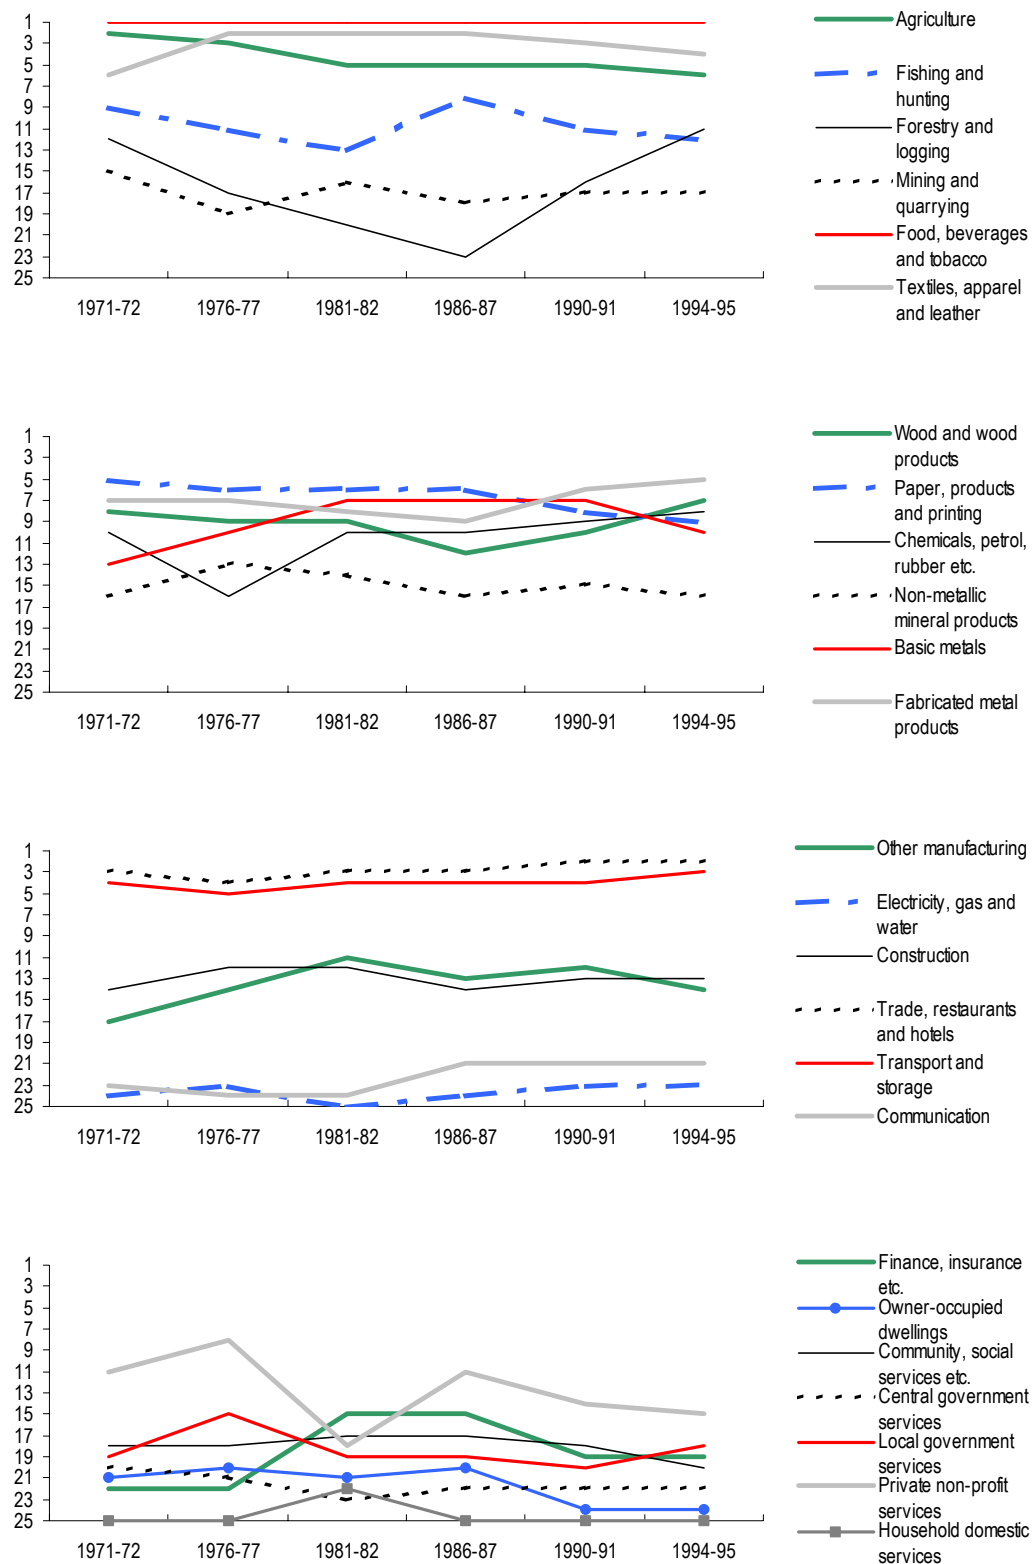 1
3
5
7
9
11
13
15
17
19
21
23
25
1971-72 1976-77 1981-82 1986-87 1990-91 1994-95
Agriculture
Fishing and
hunting
Forestry and
logging
Mining and
quarrying
Food, beverages
and tobacco
Textiles, apparel
and leather
1
3
5
7
9
11
13
15
17
19
21
23
25
1971-72 1976-77 1981-82 1986-87 1990-91 1994-95
Wood and wood
products
Paper, products
and printing
Chemicals, petrol,
rubber etc.
Non-metallic
mineral products
Basic metals
Fabricated metal
products
1
3
5
7
9
11
13
15
17
19
21
23
25
1971-72 1976-77 1981-82 1986-87 1990-91 1994-95
Other manufacturing
Electricity, gas and
water
Construction
Trade, restaurants
and hotels
Transport and
storage
Communication
1
3
5
7
9
11
13
15
17
19
21
23
25
1971-72 1976-77 1981-82 1986-87 1990-91 1994-95
Finance, insurance
etc.
Owner-occupied
dwellings
Community, social
services etc.
Central government
services
Local government
services
Private non-profit
services
Household domestic
services